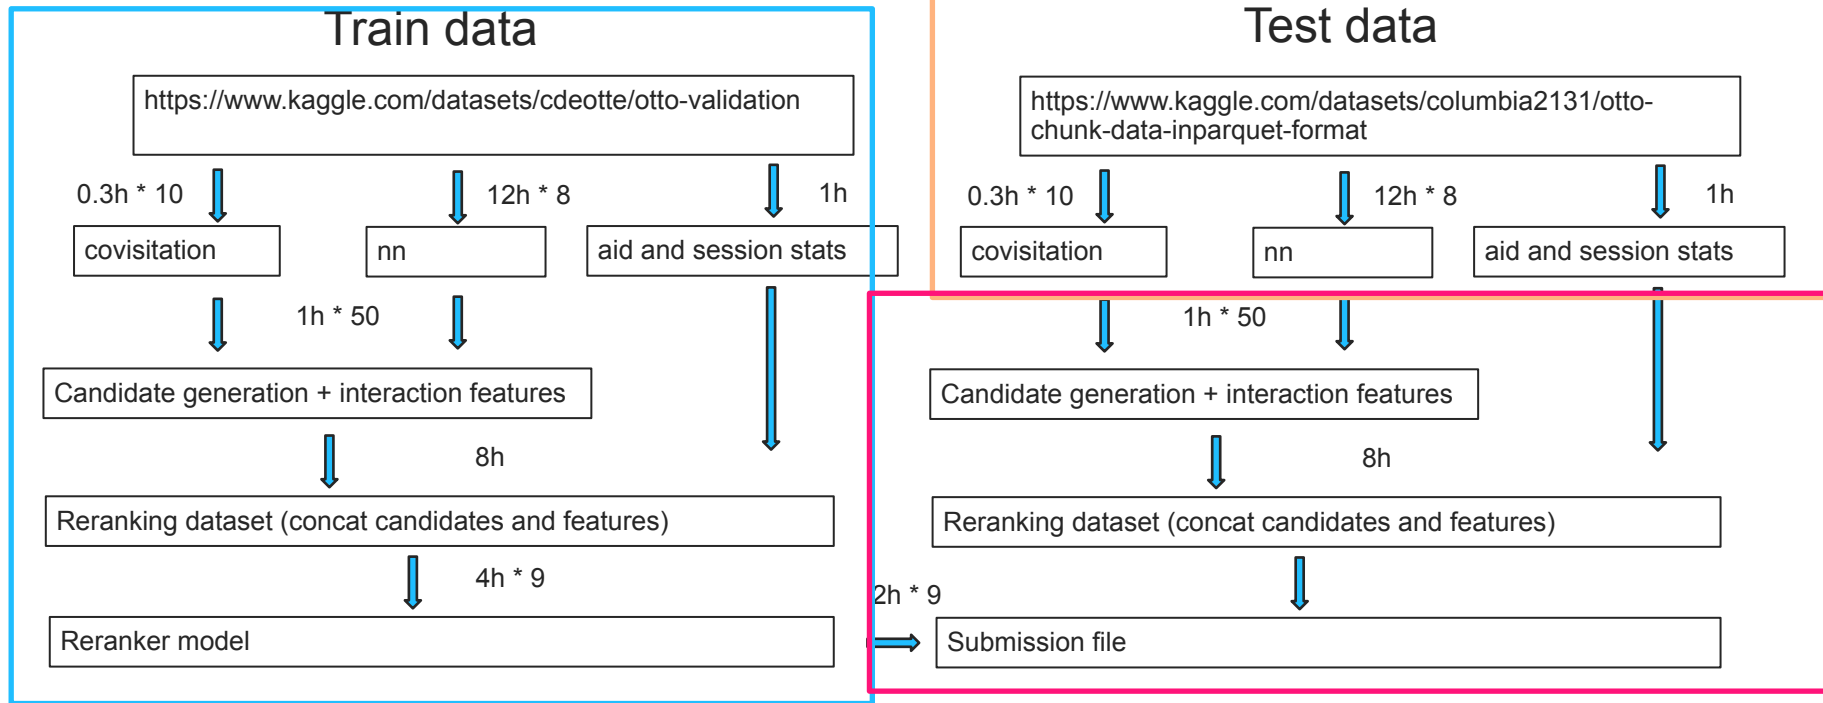 Train data
https://www.kaggle.com/datasets/cdeotte/otto-validation
0.3h * 10
12h * 8
1h
covisitation
nn
aid and session stats
1h * 50
Candidate generation + interaction features
8h
Reranking dataset (concat candidates and features)
4h * 9
Reranker model
2h * 9
Test data
https://www.kaggle.com/datasets/columbia2131/otto-
chunk-data-inparquet-format
0.3h * 10
12h * 8
1h
covisitation
nn
aid and session stats
1h * 50
Candidate generation + interaction features
8h
Reranking dataset (concat candidates and features)
Submission file